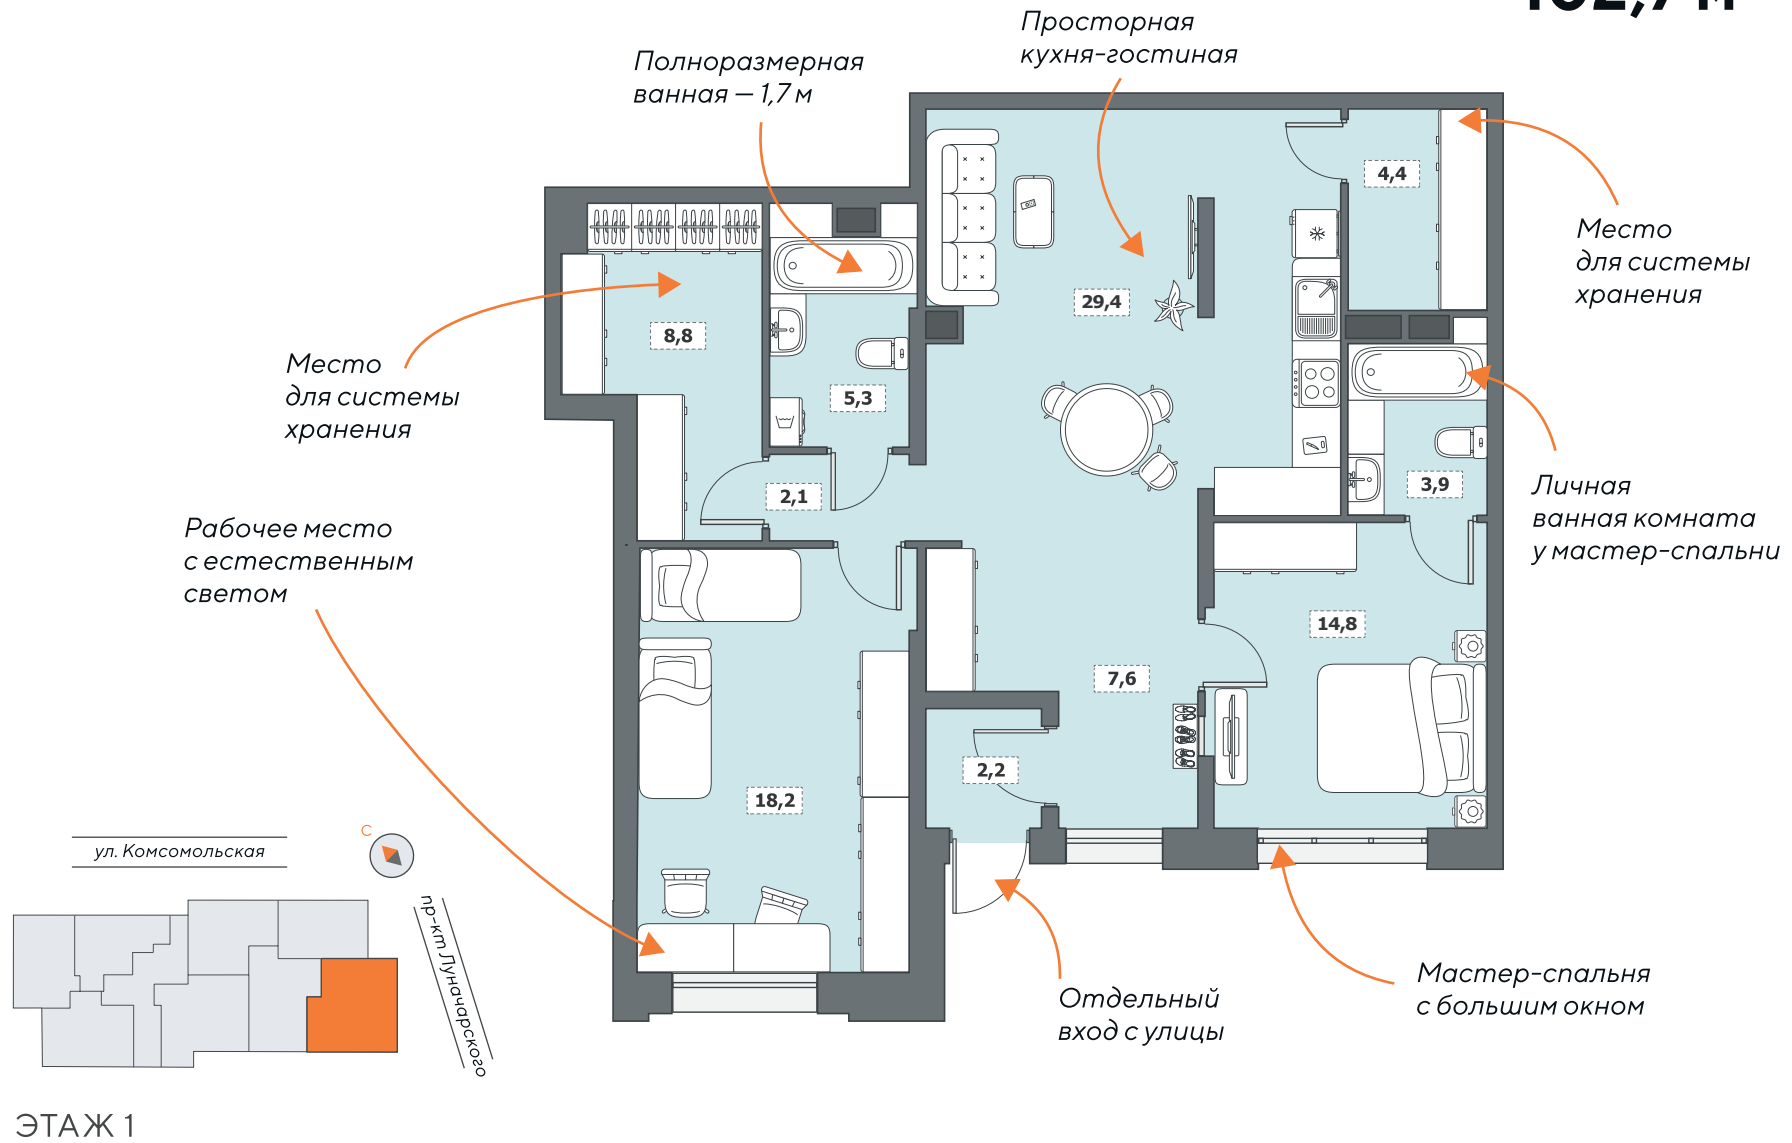 Просторная
кухня-гостиная
Полноразмерная
ванная – 1,7 м
4,4
Место
для системы
хранения
29,4
8,8
Место
для системы
хранения
5,3
2,1
3,9
Личная
ванная комната
у мастер-спальни
Рабочее место
с естественным
светом
14,8
7,6
2,2
18,2
с
ул. Комсомольская
пр-кт Луначарского
Отдельный
вход с улицы
Мастер-спальня
с большим окном
ЭТАЖ 1